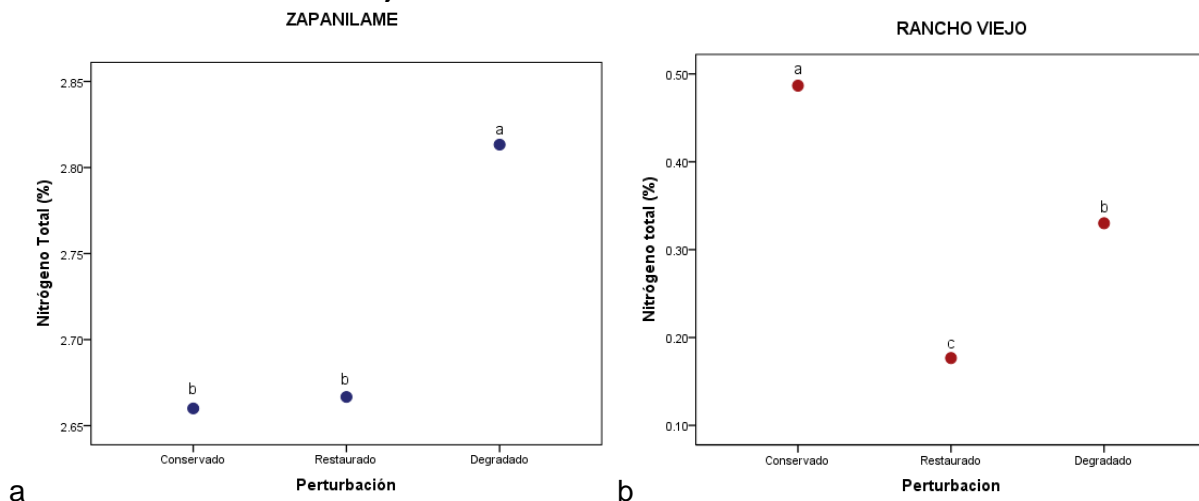 ZAPANILAME
Nitrógeno Total (%)
2.85
2.80
2.75
2.70
2.65
b
b
a
Conservado Restaurado Degradado
Perturbación
a
RANCHO VIEJO
Nitrógeno total (%)
0.50
0.40
0.30
0.20
0.10
a
c
b
Conservado Restaurado Degradado
Perturbacion
b